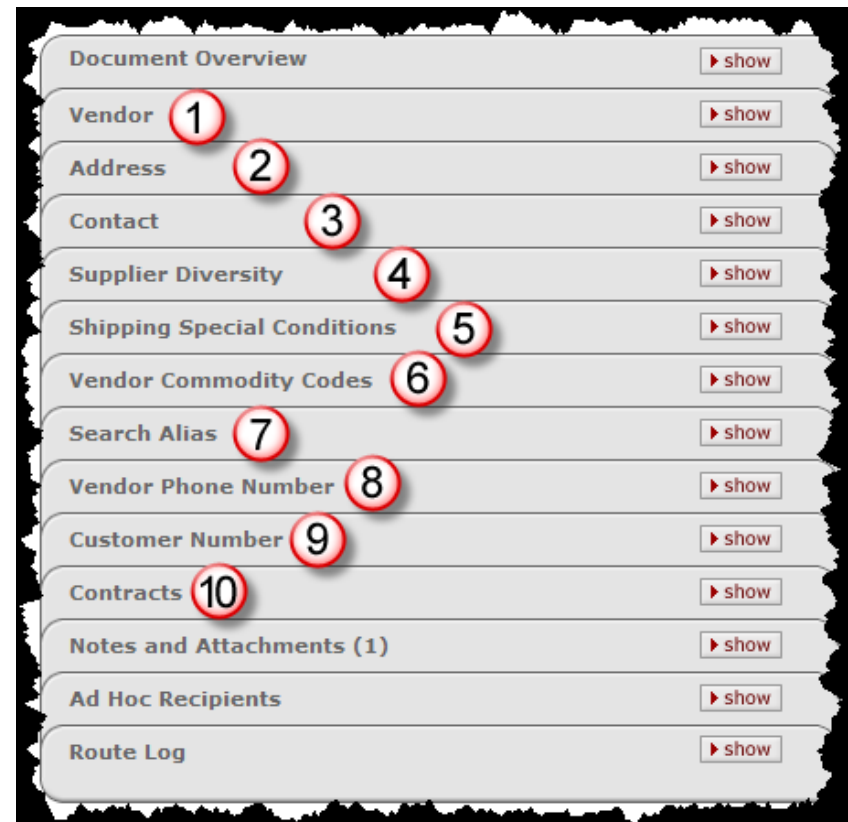 Document Overview show
Vendor 1 show
Address 2 show
Contact 3 show
Supplier Diversity 4 show
Shipping Special Conditions 5 show
Vendor Commodity Codes 6 show
Search Alias 7 show
Vendor Phone Number 8 show
Customer Number 9 show
Contracts 10 show
Notes and Attachments (1) show
Ad Hoc Recipients show
Route Log show